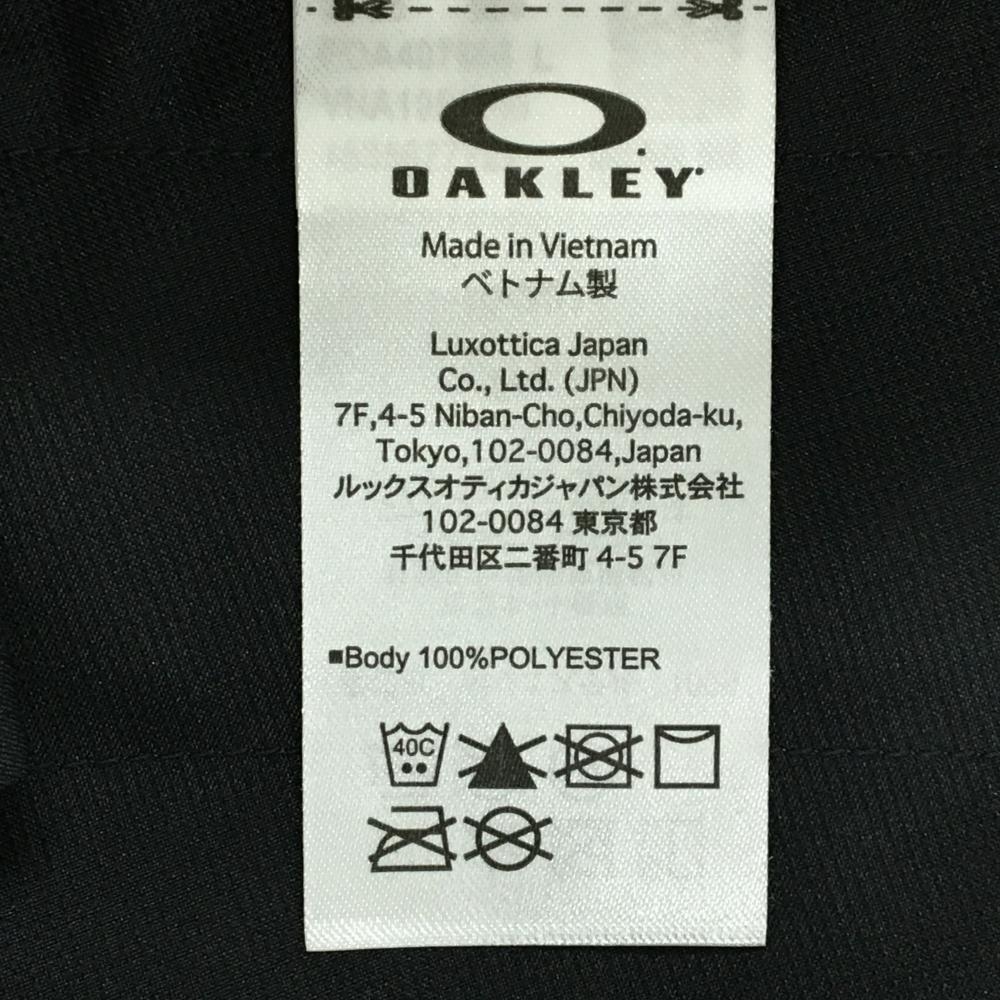 OAKLEY
Made in Vietnam
ベトナム製
Luxottica Japan
Co., Ltd. (JPN)
7F,4-5 Niban-Cho,Chiyoda-ku,
Tokyo,102-0084,Japan
ルックスオティカジャパン株式会社
102-0084 東京都
千代田区二番町 4-5 7F
■Body 100%POLYESTER
40C